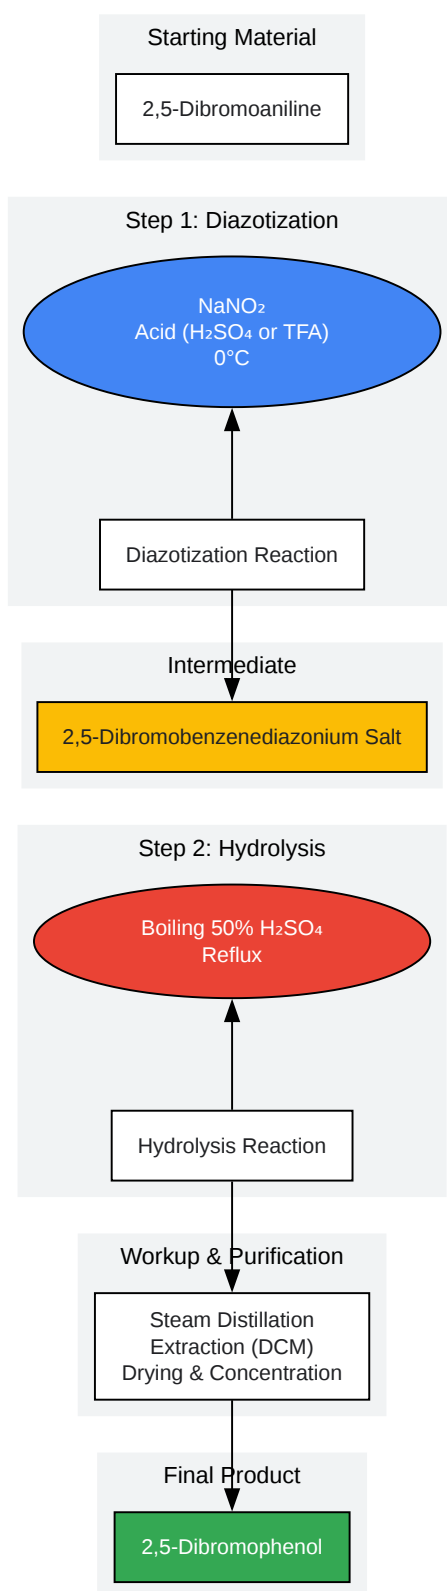 Starting Material
2,5-Dibromoaniline
Step 1: Diazotization
NaNO₂
Acid (H₂SO₄ or TFA)
0°C
Diazotization Reaction
Intermediate
2,5-Dibromobenzenediazonium Salt
Step 2: Hydrolysis
Boiling 50% H₂SO₄
Reflux
Hydrolysis Reaction
Workup & Purification
Steam Distillation
Extraction (DCM)
Drying & Concentration
Final Product
2,5-Dibromophenol